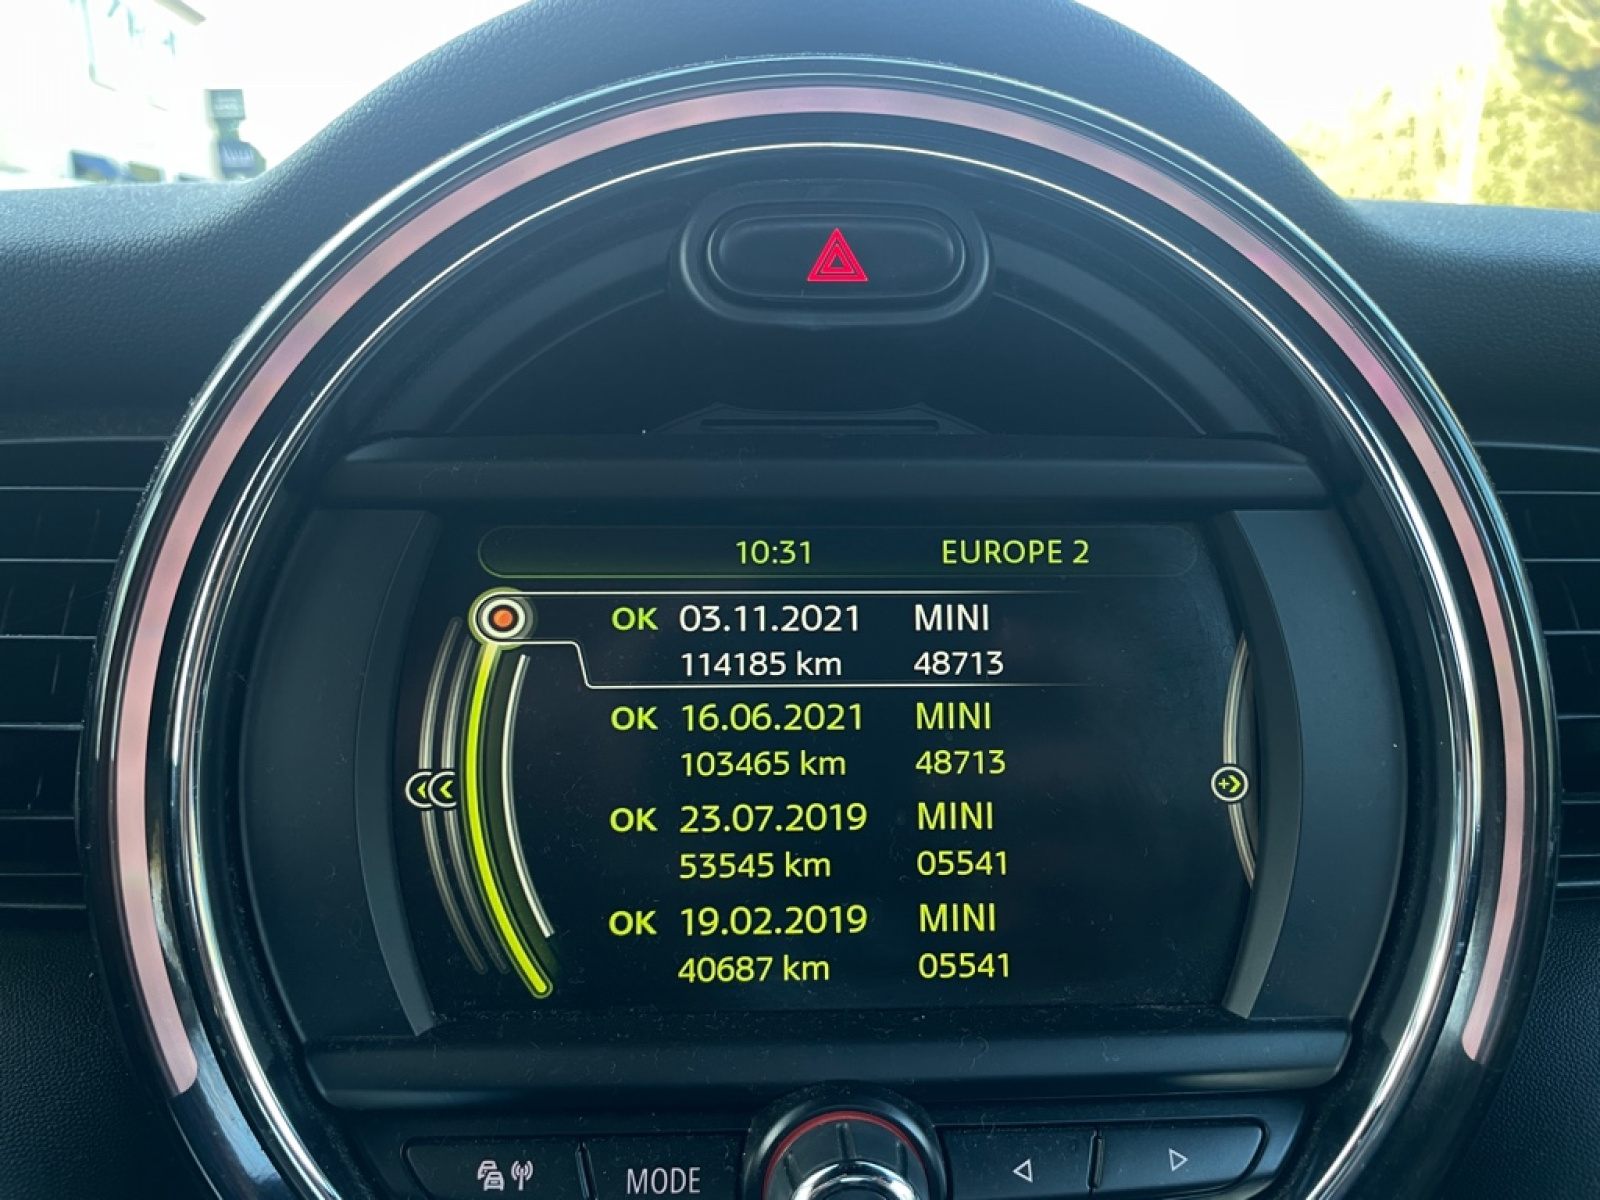 10:31 EUROPE 2
OK 03.11.2021 MINI
114185 km 48713
OK 16.06.2021 MINI
103465 km 48713
OK 23.07.2019 MINI
53545 km 05541
OK 19.02.2019 MINI
40687 km 05541
MODE